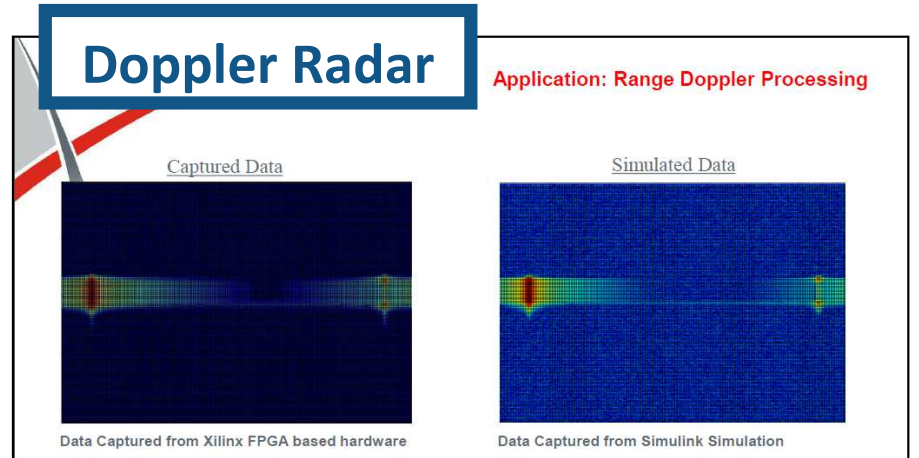 Doppler Radar
Application: Range Doppler Processing
Captured Data
Simulated Data
Data Captured from Xilinx FPGA based hardware
Data Captured from Simulink Simulation